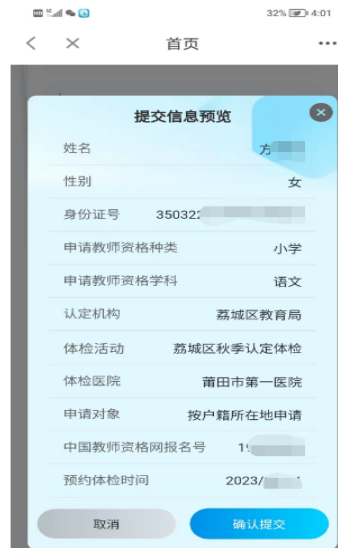 32% 4:01
首页
提交信息预览
姓名 方
性别 女
身份证号 350322
申请教师资格种类 小学
申请教师资格学科 语文
认定机构 荔城区教育局
体检活动 荔城区秋季认定体检
体检医院 莆田市第一医院
申请对象 按户籍所在地申请
中国教师资格网报名号 19
预约体检时间 2023/
取消 确认提交